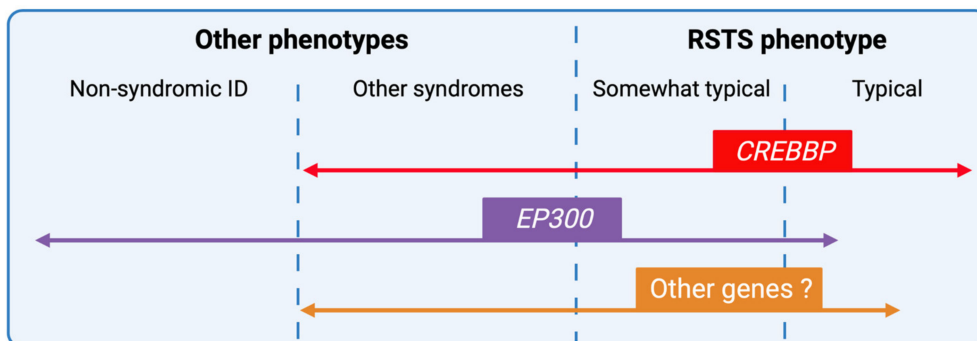 Other phenotypes RSTS phenotype
Non-syndromic ID Other syndromes Somewhat typical Typical
CREBBP
EP300
Other genes ?